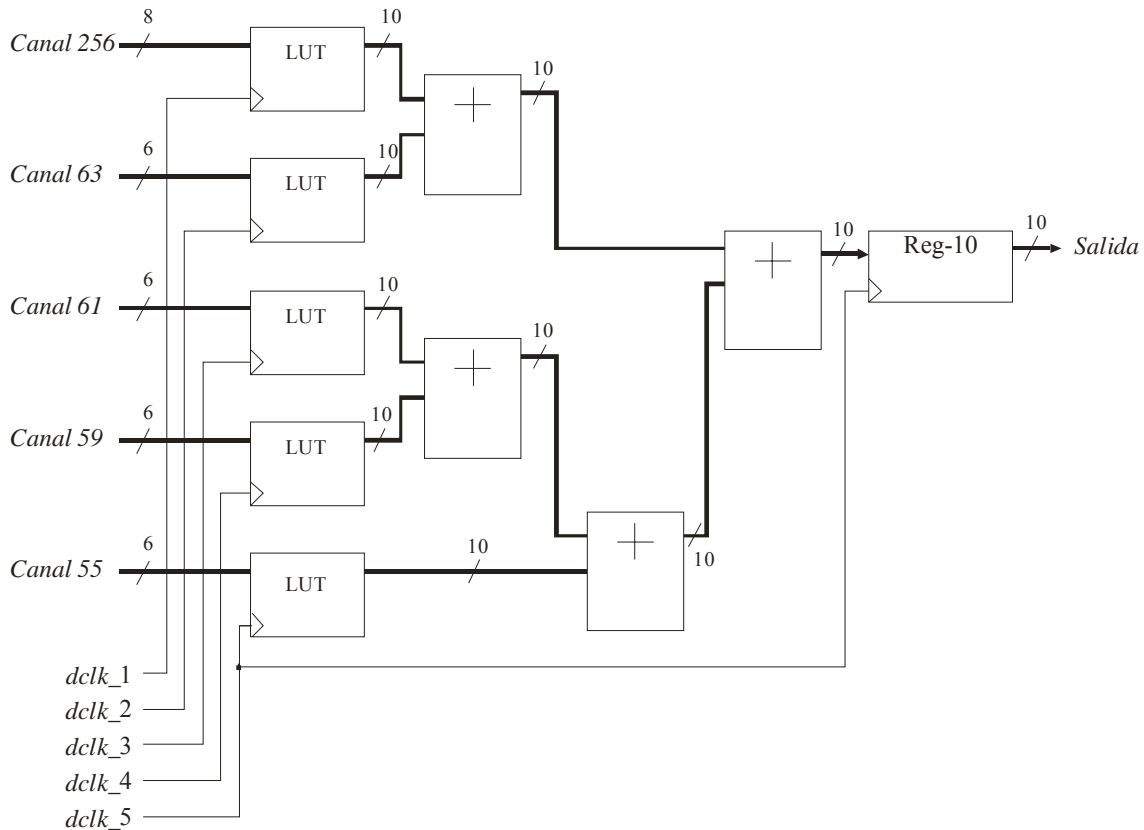 8
10
Canal 256
LUT
10
+
6
10
Canal 63
LUT
10
10
+
Reg-10
Salida
6
10
Canal 61
LUT
10
+
6
10
Canal 59
LUT
+
6
10
10
Canal 55
LUT
dclk_1
dclk_2
dclk_3
dclk_4
dclk_5